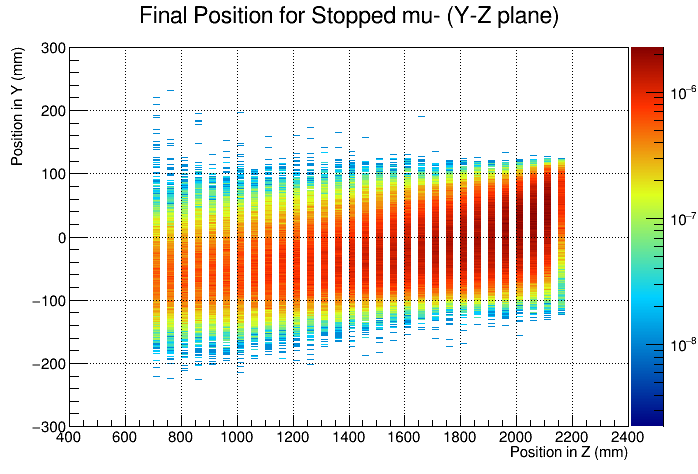 Final Position for Stopped mu- (Y-Z plane)
Position in Y (mm)
300
200
100
0
−100
−200
−300
400 600 800 1000 1200 1400 1600 1800 2000 2200 2400
Position in Z (mm)
10⁻⁶
10⁻⁷
10⁻⁸